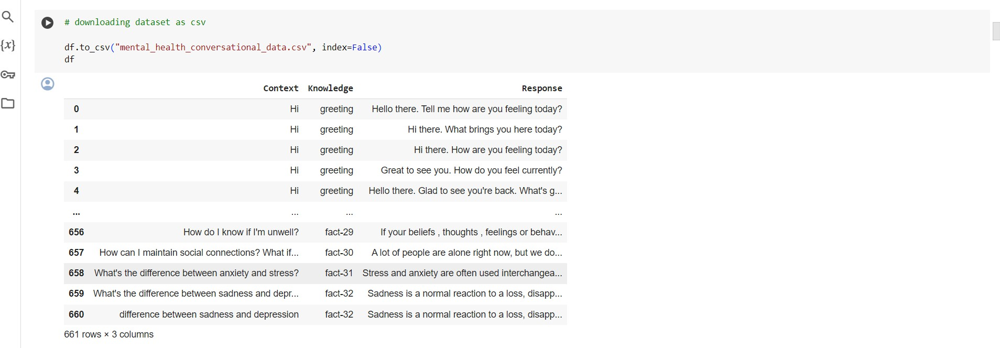 # downloading dataset as csv
{x}
df.to_csv("mental_health_conversational_data.csv", index=False)
df
Context Knowledge Response
0 Hi greeting Hello there. Tell me how are you feeling today?
1 Hi greeting Hi there. What brings you here today?
2 Hi greeting Hi there. How are you feeling today?
3 Hi greeting Great to see you. How do you feel currently?
4 Hi greeting Hello there. Glad to see you're back. What's g...
... ... ... ...
656 How do I know if I'm unwell? fact-29 If your beliefs , thoughts , feelings or behav...
657 How can I maintain social connections? What if... fact-30 A lot of people are alone right now, but we do...
658 What's the difference between anxiety and stress? fact-31 Stress and anxiety are often used interchangea...
659 What's the difference between sadness and depr... fact-32 Sadness is a normal reaction to a loss, disapp...
660 difference between sadness and depression fact-32 Sadness is a normal reaction to a loss, disapp...
661 rows × 3 columns